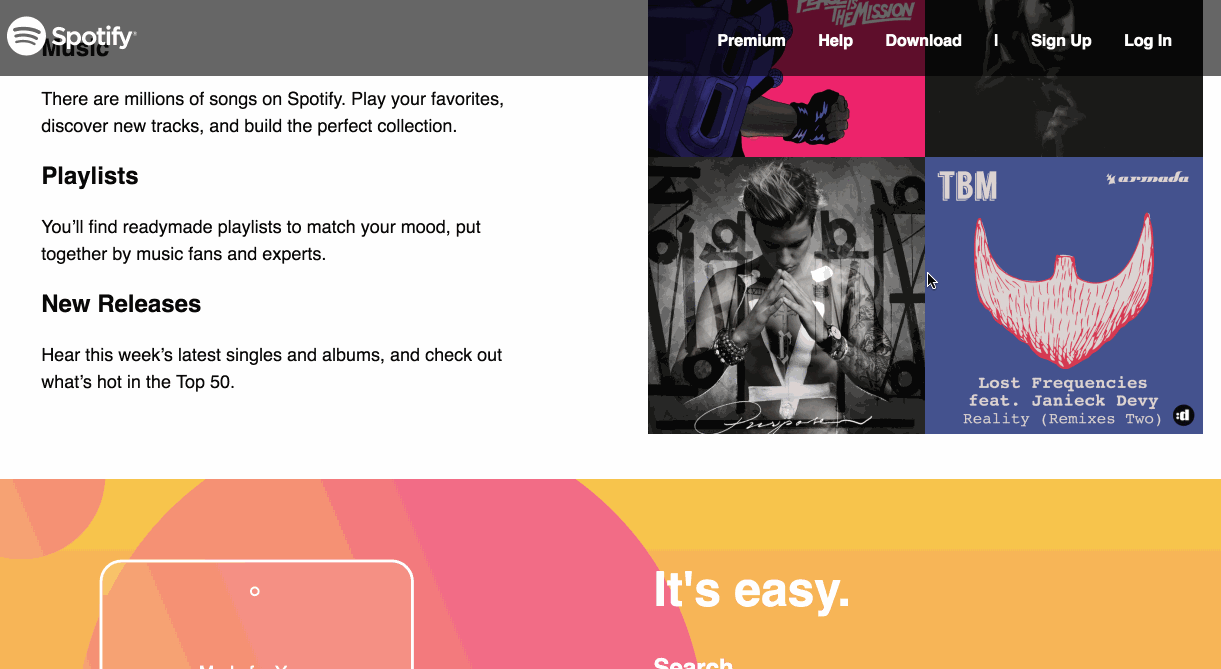 Spotify®
Premium Help Download | Sign Up Log In
Music
There are millions of songs on Spotify. Play your favorites,
discover new tracks, and build the perfect collection.
Playlists
You’ll find readymade playlists to match your mood, put
together by music fans and experts.
New Releases
Hear this week’s latest singles and albums, and check out
what’s hot in the Top 50.
PEACE IS
THE MISSION
Purpose
TBM
armada
Lost Frequencies
feat. Janieck Devy
Reality (Remixes Two)
:d
It's easy.
Search
Made for You